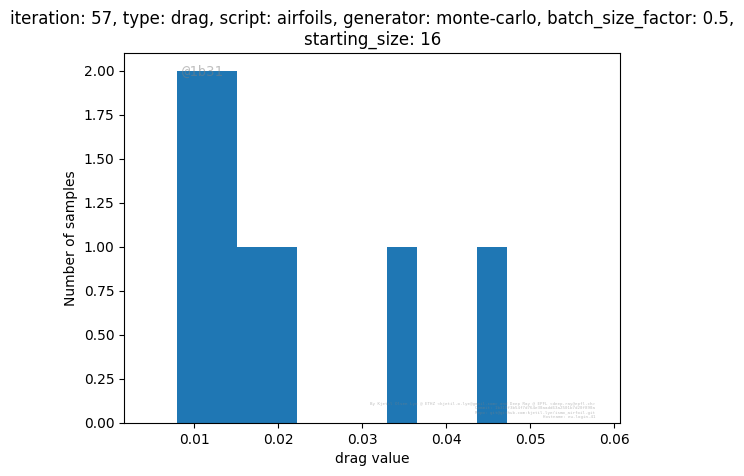 iteration: 57, type: drag, script: airfoils, generator: monte-carlo, batch_size_factor: 0.5,
starting_size: 16
@1b31
2.00
1.75
1.50
1.25
1.00
0.75
0.50
0.25
0.00
Number of samples
0.01 0.02 0.03 0.04 0.05 0.06
drag value